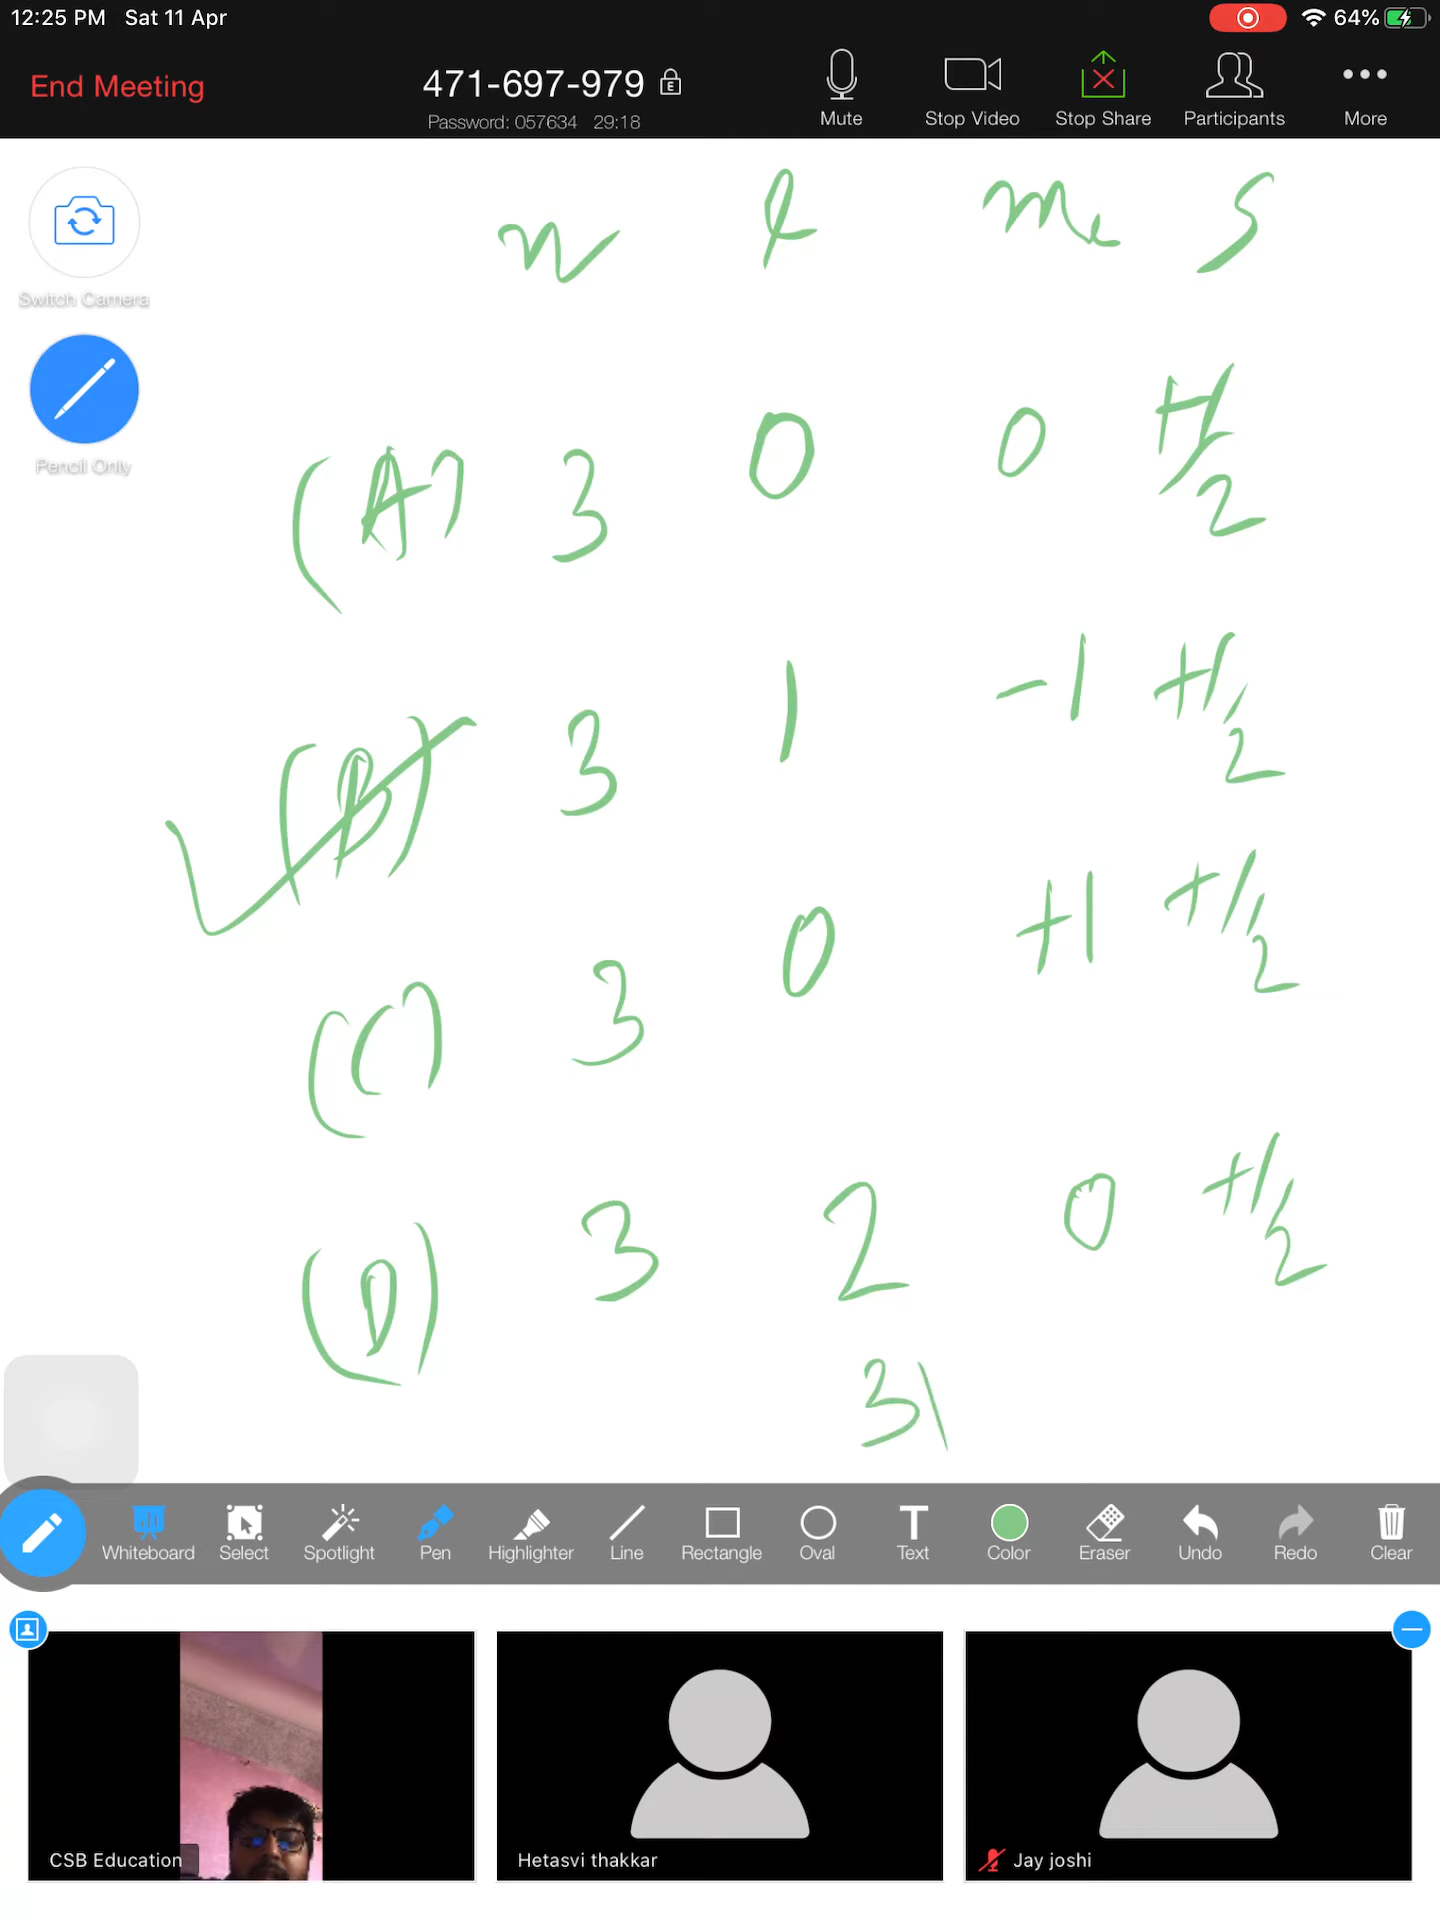 12:25 PM Sat 11 Apr 64%
End Meeting 471-697-979 E
Password: 057634 29:18
Mute Stop Video Stop Share Participants More
Switch Camera
Pencil Only
n l ml s
(A) 3 0 0 +1/2
(B) 3 1 -1 +1/2
(C) 3 0 +1 +1/2
(D) 3 2 0 +1/2
31
Whiteboard Select Spotlight Pen Highlighter Line Rectangle Oval Text Color Eraser Undo Redo Clear
CSB Education Hetasvi thakkar Jay joshi